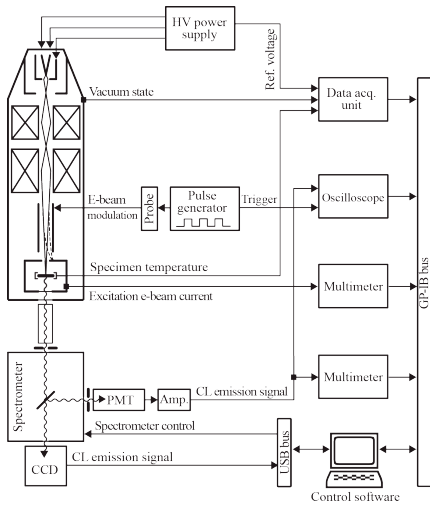 HV power
supply
Ref. voltage
Vacuum state
Data acq.
unit
E-beam
modulation
Probe
Pulse
generator
Trigger
Oscilloscope
Specimen temperature
Excitation e-beam current
Multimeter
GP-IB bus
Spectrometer
PMT
Amp.
CL emission signal
Multimeter
Spectrometer control
CCD
CL emission signal
USB bus
Control software